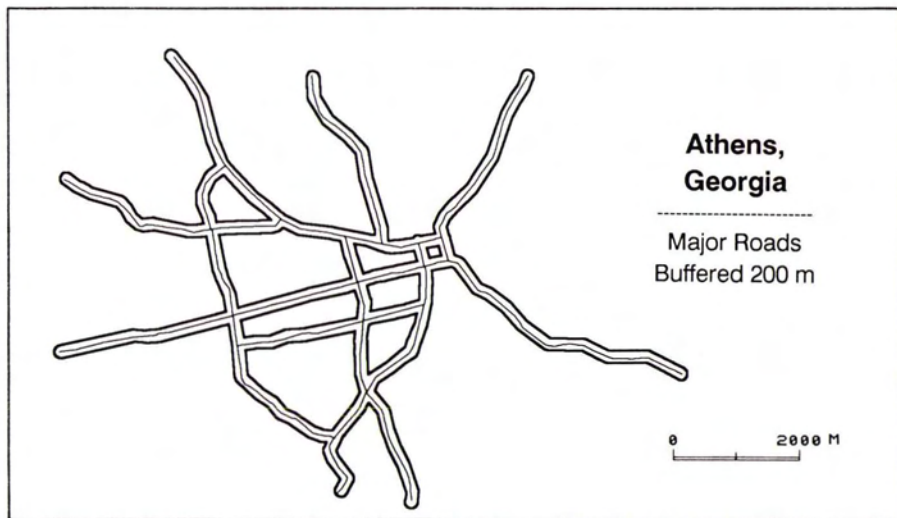 Athens,
Georgia
Major Roads
Buffered 200 m
0 2000 M